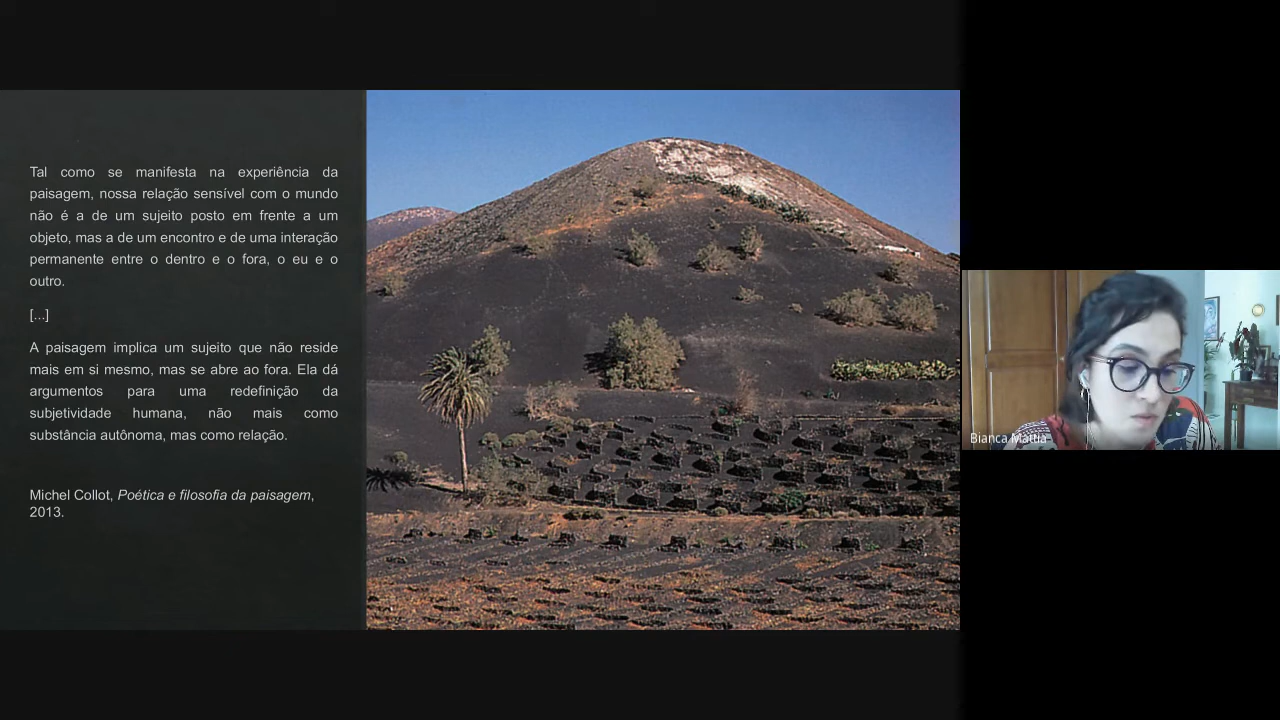 Tal como se manifesta na experiência da
paisagem, nossa relação sensível com o mundo
não é a de um sujeito posto em frente a um
objeto, mas a de um encontro e de uma interação
permanente entre o dentro e o fora, o eu e o
outro.
[...]
A paisagem implica um sujeito que não reside
mais em si mesmo, mas se abre ao fora. Ela dá
argumentos para uma redefinição da
subjetividade humana, não mais como
substância autônoma, mas como relação.
Michel Collot, Poética e filosofia da paisagem,
2013.
Bianca Mattia